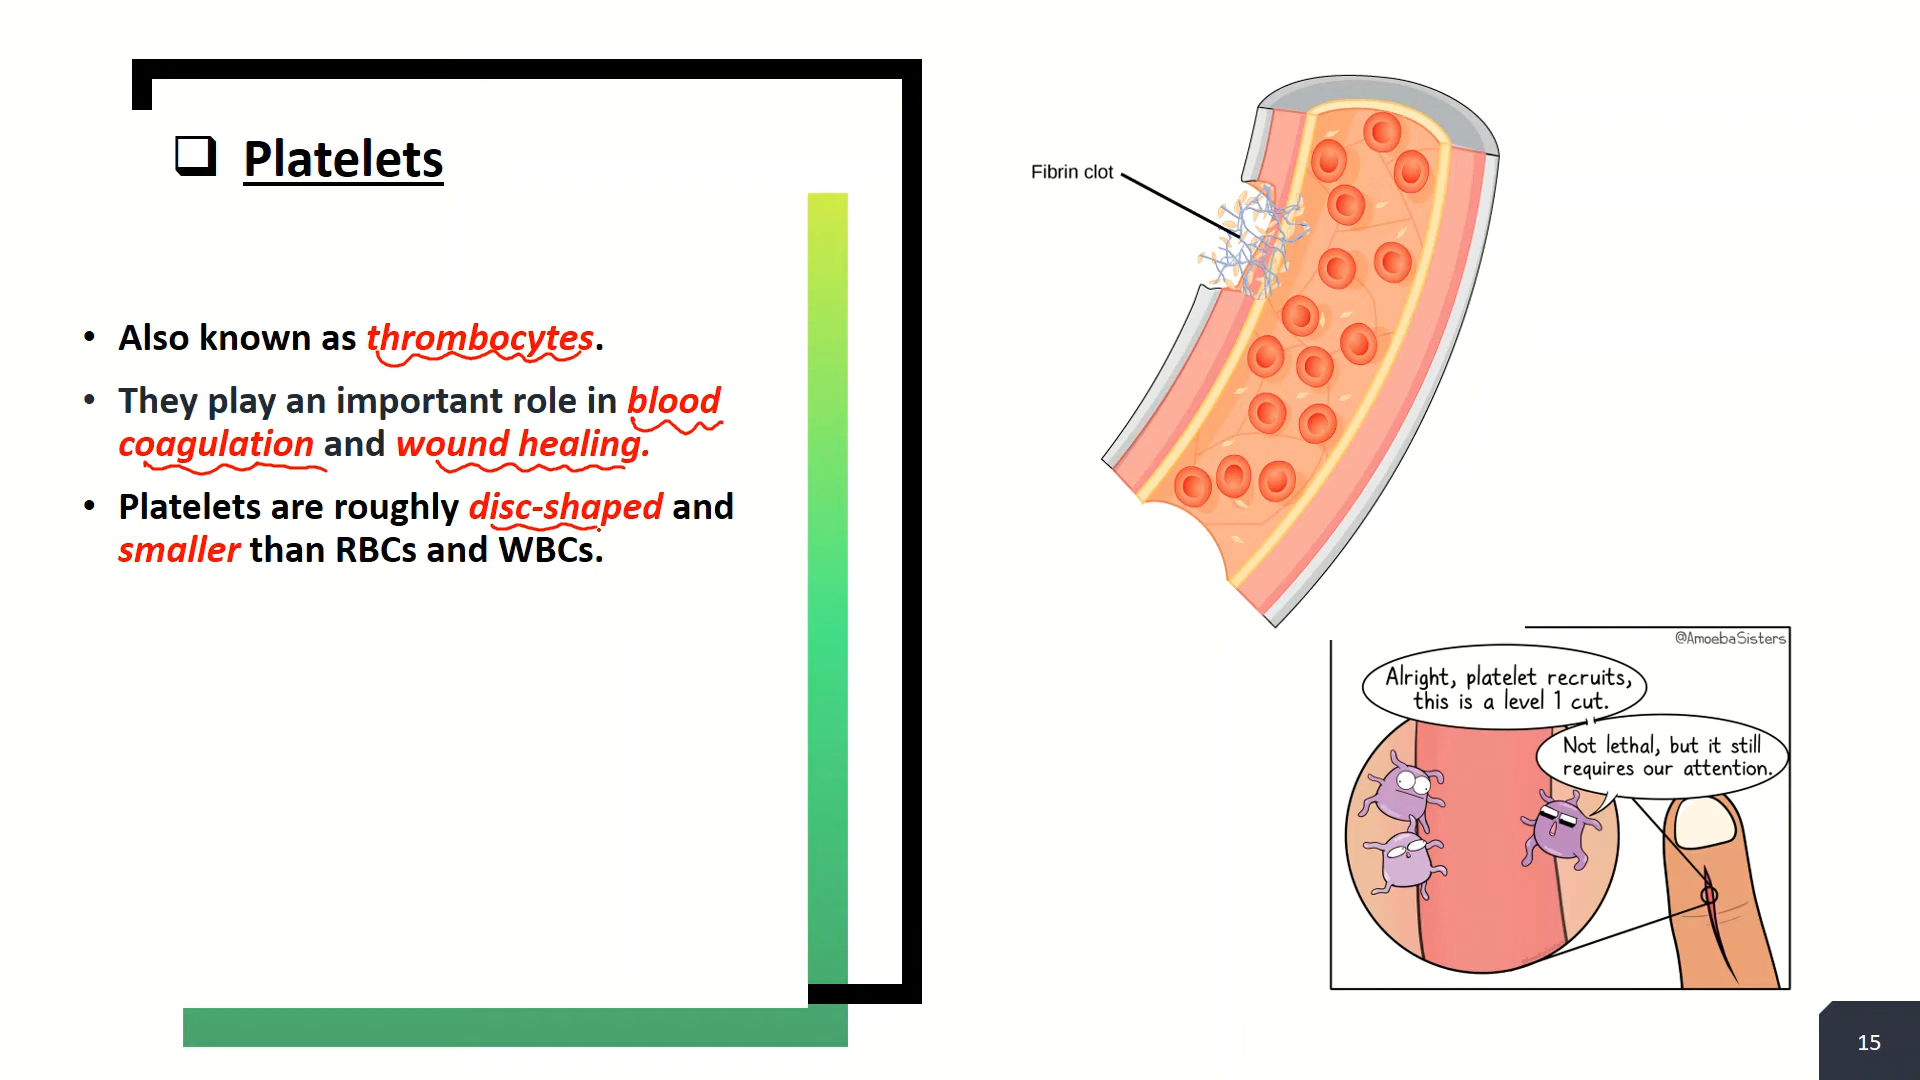 Platelets
• Also known as thrombocytes.
• They play an important role in blood
coagulation and wound healing.
• Platelets are roughly disc-shaped and
smaller than RBCs and WBCs.
Fibrin clot
@AmoebaSisters
Alright, platelet recruits,
this is a level 1 cut.
Not lethal, but it still
requires our attention.
15